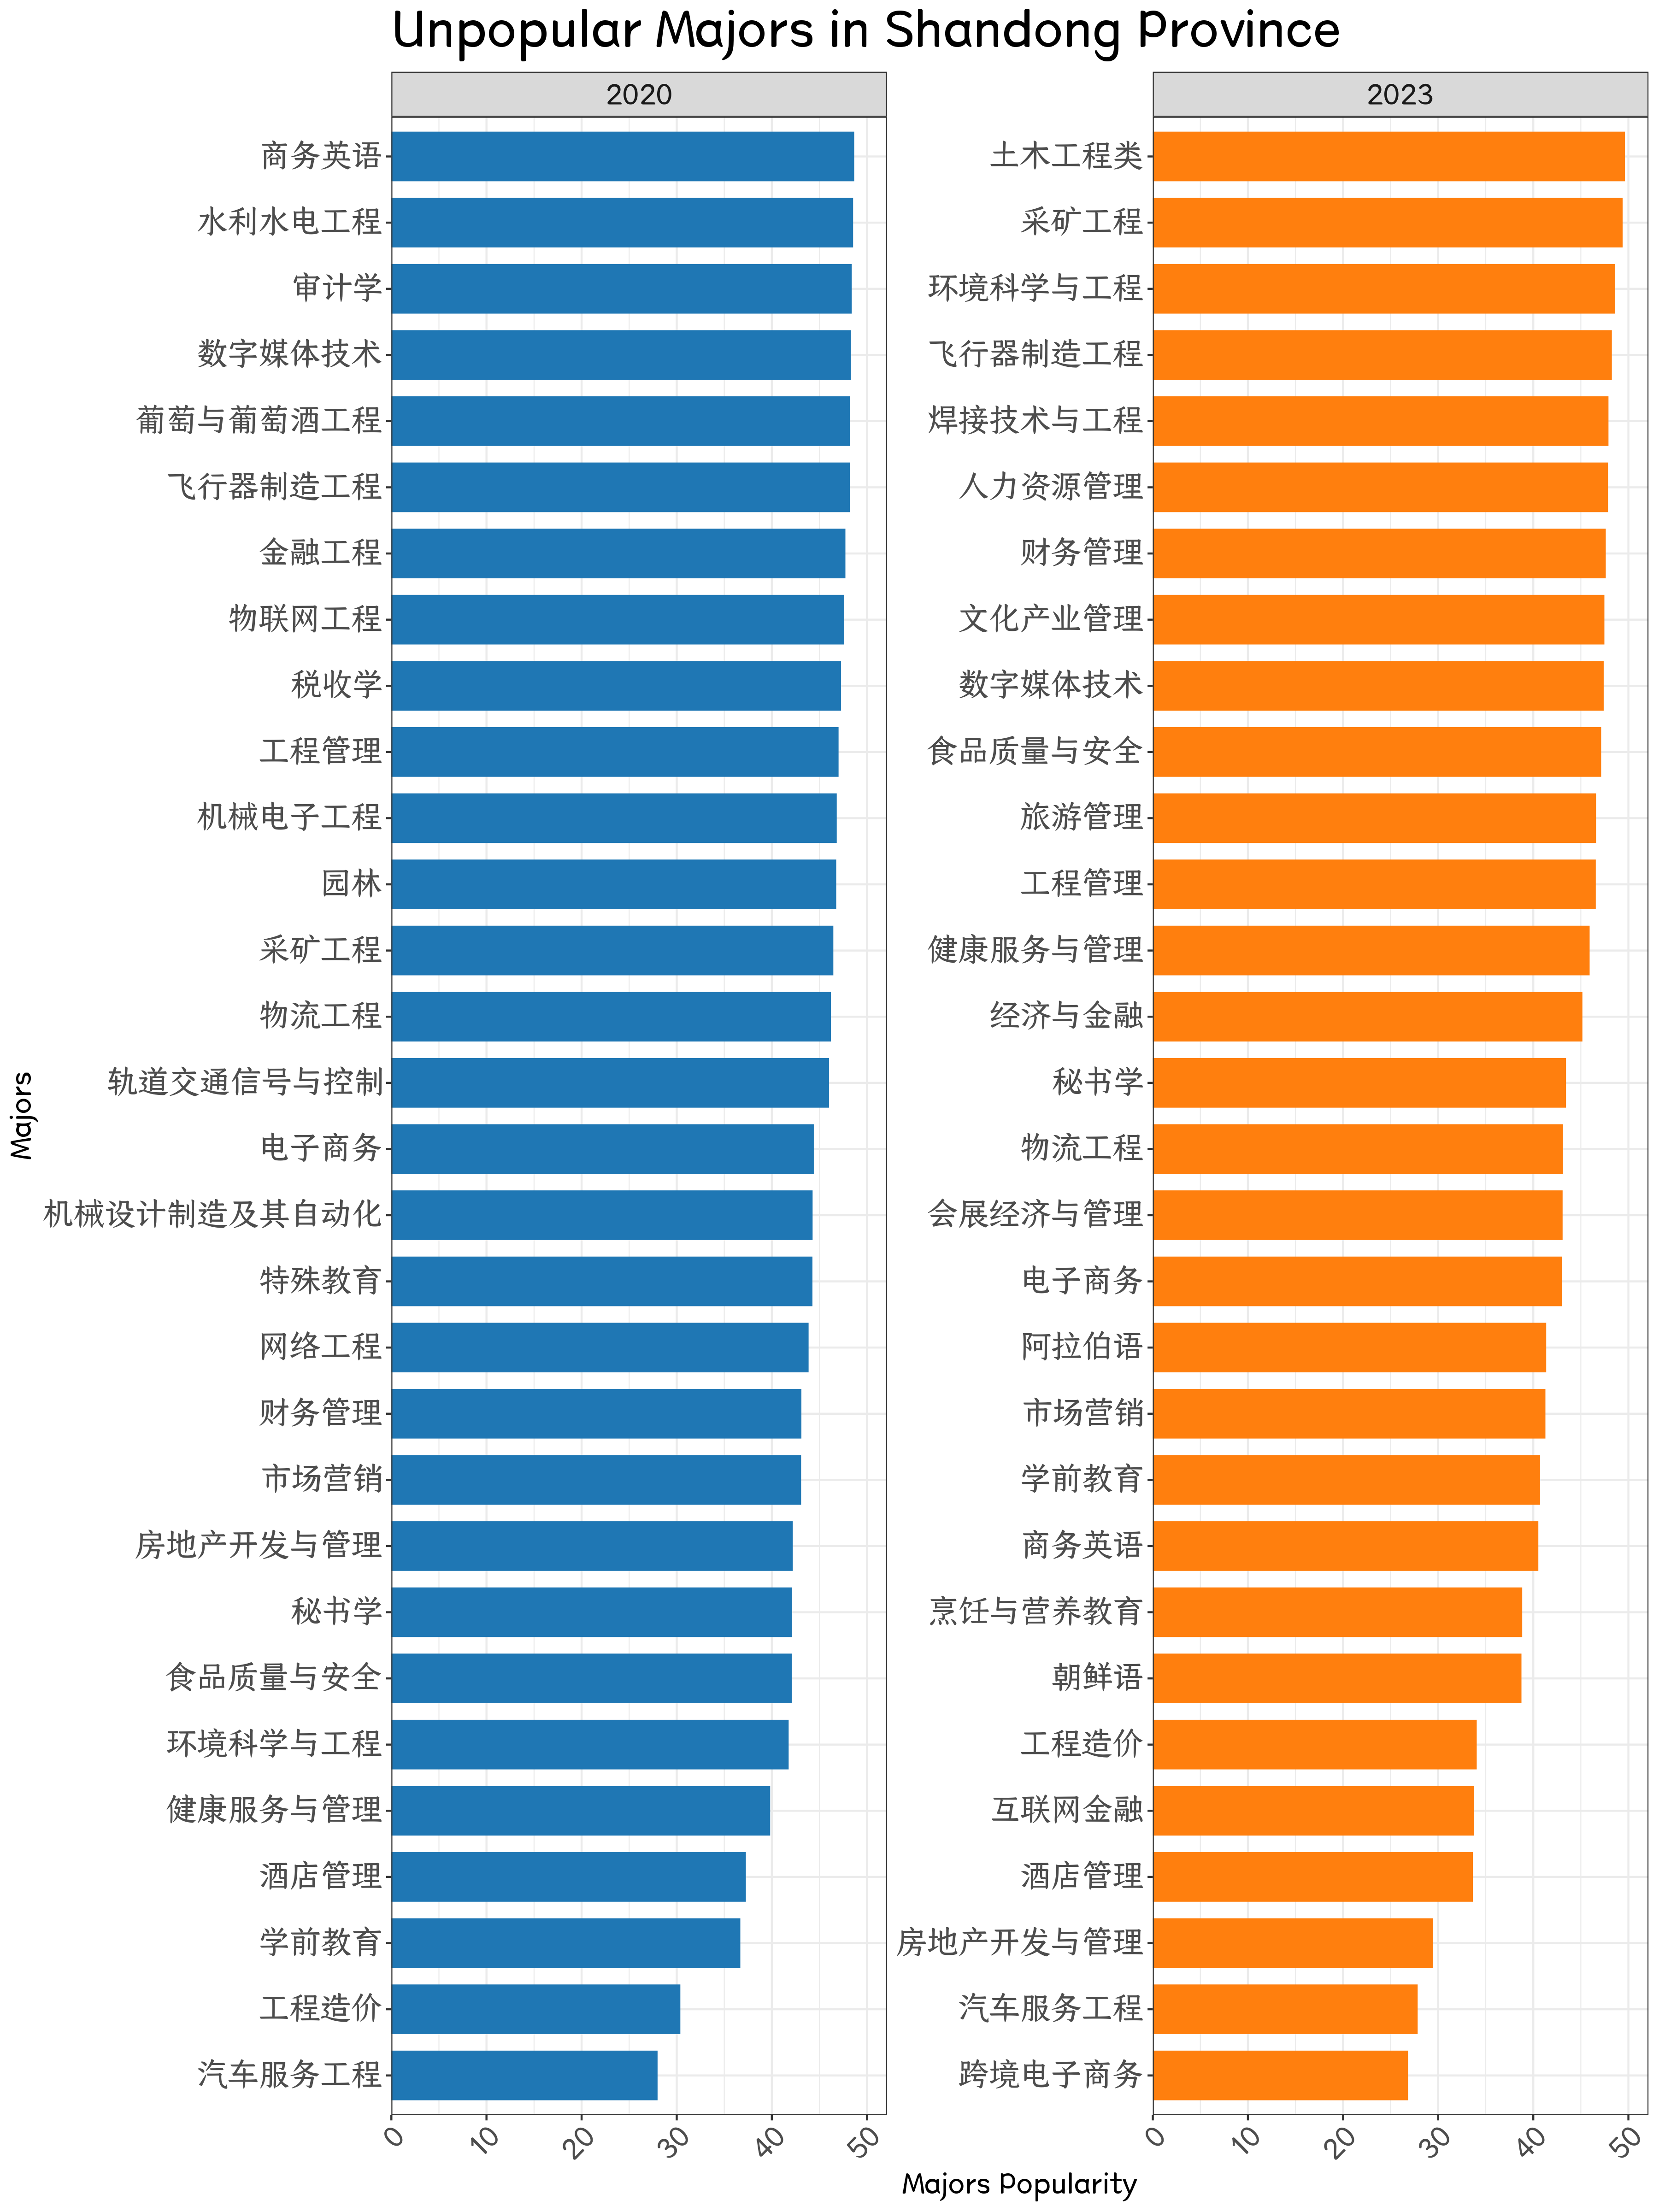 Unpopular Majors in Shandong Province
2020
商务英语
水利水电工程
审计学
数字媒体技术
葡萄与葡萄酒工程
飞行器制造工程
金融工程
物联网工程
税收学
工程管理
机械电子工程
园林
采矿工程
物流工程
轨道交通信号与控制
电子商务
机械设计制造及其自动化
特殊教育
网络工程
财务管理
市场营销
房地产开发与管理
秘书学
食品质量与安全
环境科学与工程
健康服务与管理
酒店管理
学前教育
工程造价
汽车服务工程
0 10 20 30 40 50
2023
土木工程类
采矿工程
环境科学与工程
飞行器制造工程
焊接技术与工程
人力资源管理
财务管理
文化产业管理
数字媒体技术
食品质量与安全
旅游管理
工程管理
健康服务与管理
经济与金融
秘书学
物流工程
会展经济与管理
电子商务
阿拉伯语
市场营销
学前教育
商务英语
烹饪与营养教育
朝鲜语
工程造价
互联网金融
酒店管理
房地产开发与管理
汽车服务工程
跨境电子商务
0 10 20 30 40 50
Majors
Majors Popularity